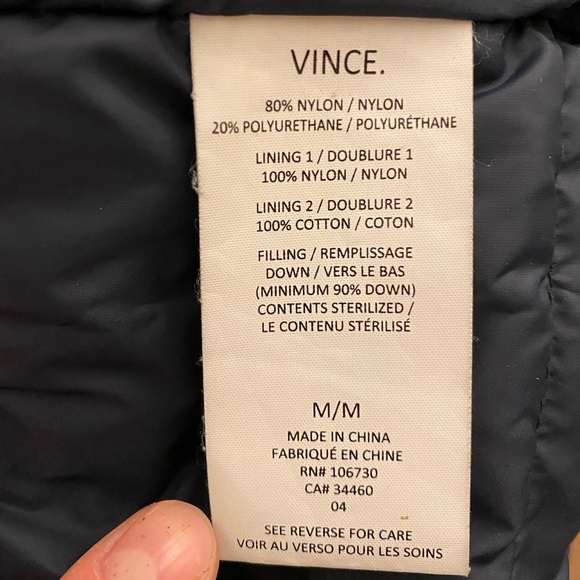 VINCE.
80% NYLON / NYLON
20% POLYURETHANE / POLYURÉTHANE
LINING 1 / DOUBLURE 1
100% NYLON / NYLON
LINING 2 / DOUBLURE 2
100% COTTON / COTON
FILLING / REMPLISSAGE
DOWN / VERS LE BAS
(MINIMUM 90% DOWN)
CONTENTS STERILIZED /
LE CONTENU STÉRILISÉ
M/M
MADE IN CHINA
FABRIQUÉ EN CHINE
RN# 106730
CA# 34460
04
SEE REVERSE FOR CARE
VOIR AU VERSO POUR LES SOINS